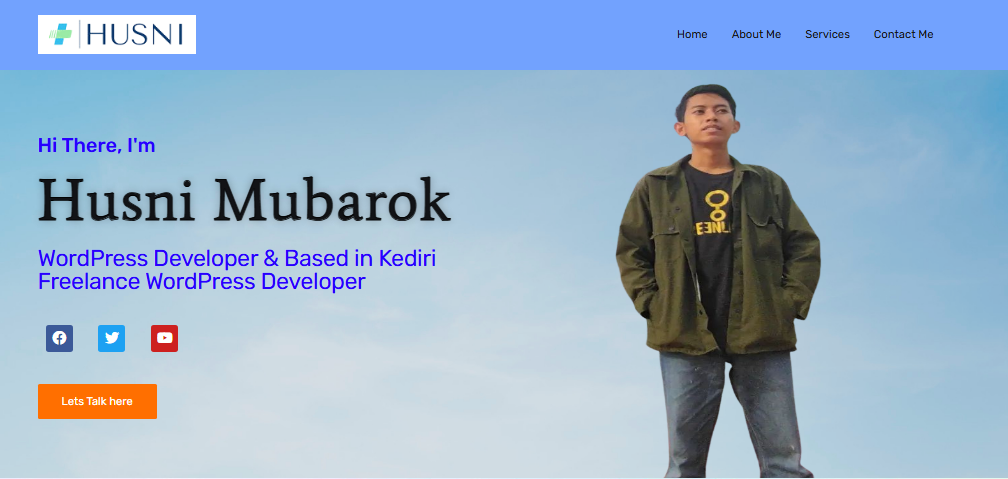 HUSNI
Home About Me Services Contact Me
Hi There, I'm
Husni Mubarok
WordPress Developer & Based in Kediri
Freelance WordPress Developer
Lets Talk here